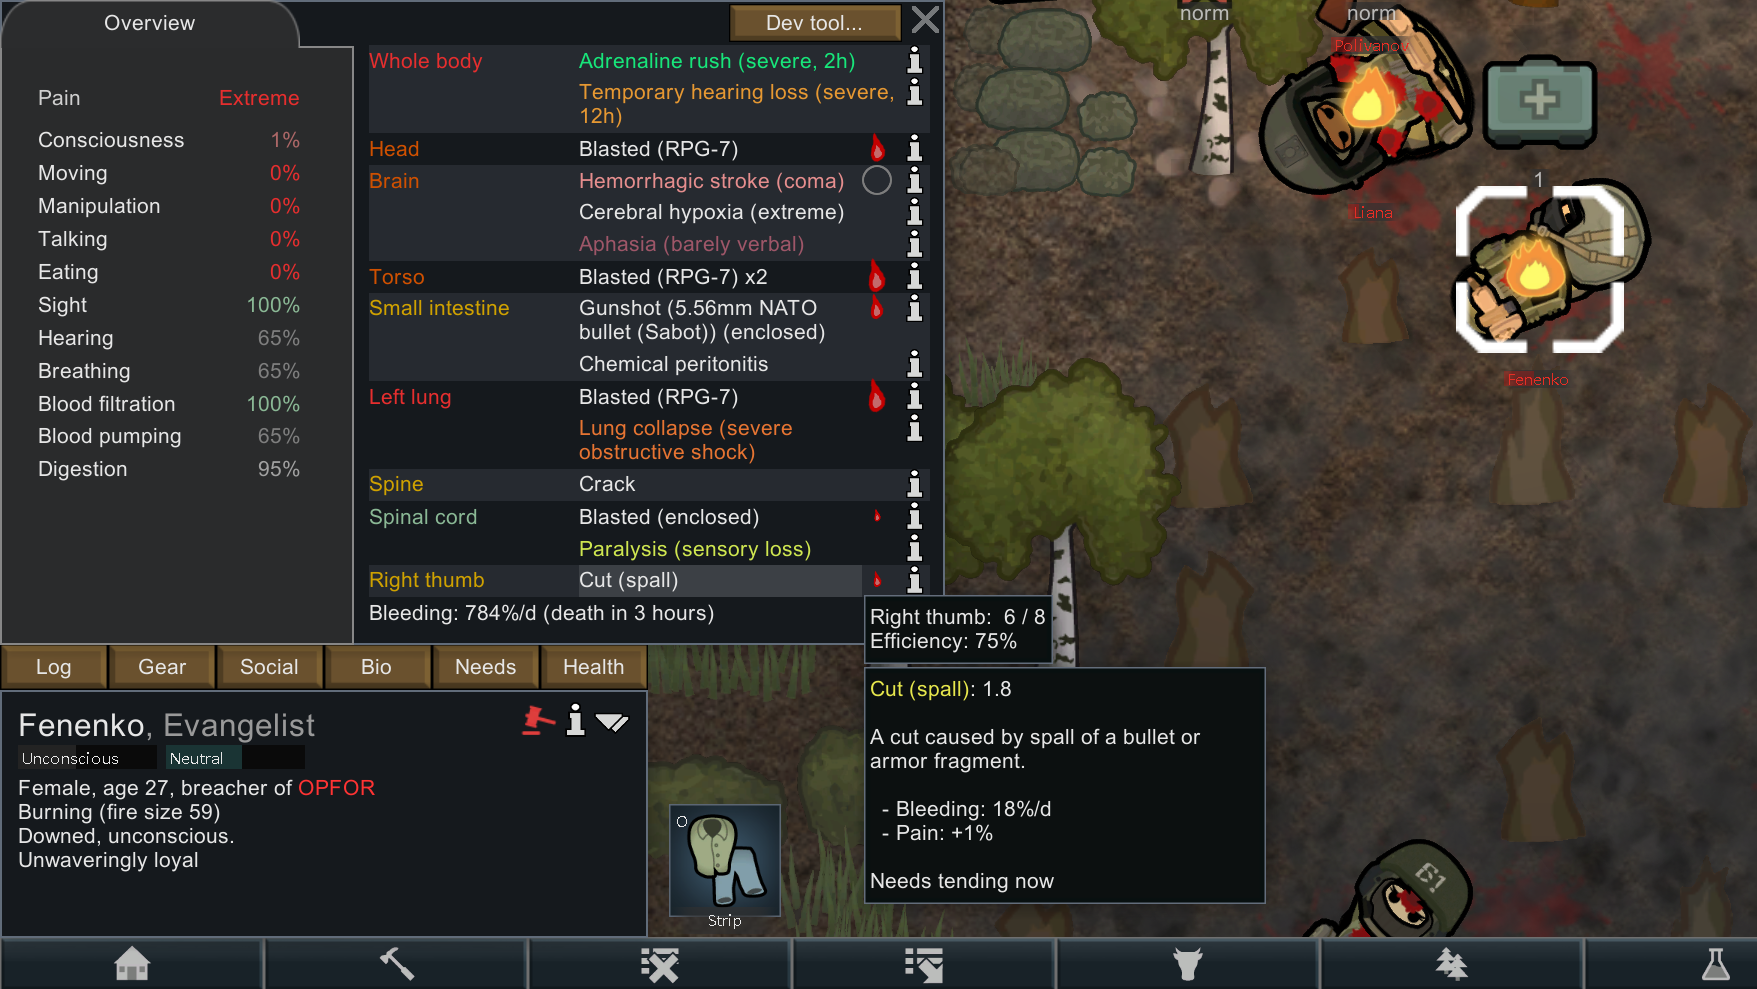 Overview
Dev tool...
Pain Extreme
Consciousness 1%
Moving 0%
Manipulation 0%
Talking 0%
Eating 0%
Sight 100%
Hearing 65%
Breathing 65%
Blood filtration 100%
Blood pumping 65%
Digestion 95%
Whole body Adrenaline rush (severe, 2h)
Temporary hearing loss (severe,
12h)
Head Blasted (RPG-7)
Brain Hemorrhagic stroke (coma)
Cerebral hypoxia (extreme)
Aphasia (barely verbal)
Torso Blasted (RPG-7) x2
Small intestine Gunshot (5.56mm NATO
bullet (Sabot)) (enclosed)
Chemical peritonitis
Left lung Blasted (RPG-7)
Lung collapse (severe
obstructive shock)
Spine Crack
Spinal cord Blasted (enclosed)
Paralysis (sensory loss)
Right thumb Cut (spall)
Bleeding: 784%/d (death in 3 hours)
Right thumb: 6 / 8
Efficiency: 75%
Cut (spall): 1.8
A cut caused by spall of a bullet or
armor fragment.
- Bleeding: 18%/d
- Pain: +1%
Needs tending now
Log Gear Social Bio Needs Health
Fenenko, Evangelist
Unconscious Neutral
Female, age 27, breacher of OPFOR
Burning (fire size 59)
Downed, unconscious.
Unwaveringly loyal
Strip
norm norm
Polivanov
Liana
1
Fenenko